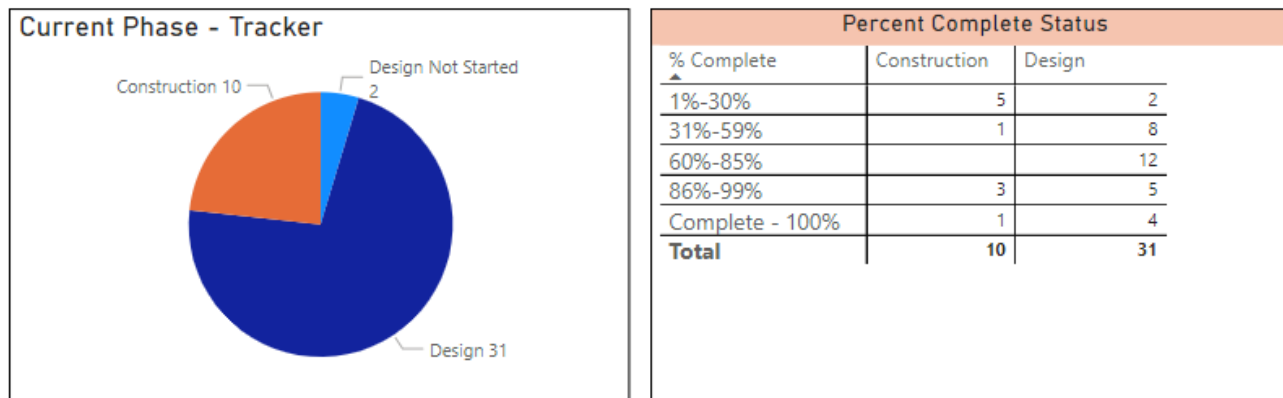 Current Phase - Tracker
Design Not Started
2
Construction 10
Design 31
Percent Complete Status
% Complete Construction Design
1%-30% 5 2
31%-59% 1 8
60%-85% 12
86%-99% 3 5
Complete - 100% 1 4
Total 10 31